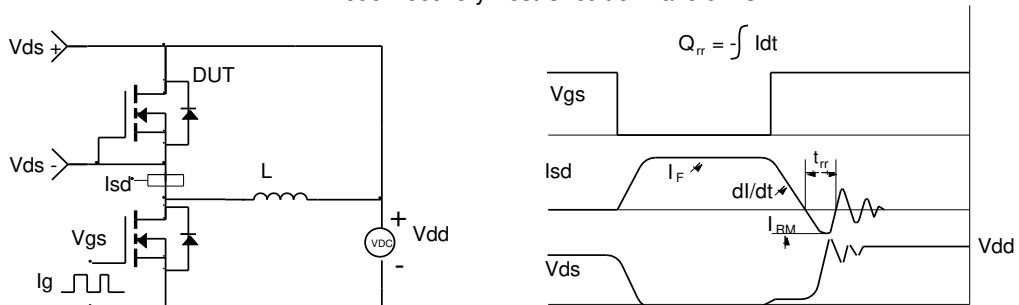 Vds +
DUT
Vds -
Isd
L
Vgs
Ig
VDC
+
Vdd
-
Qrr = -∫ Idt
Vgs
Isd
IF
dI/dt
trr
IRM
Vds
Vdd